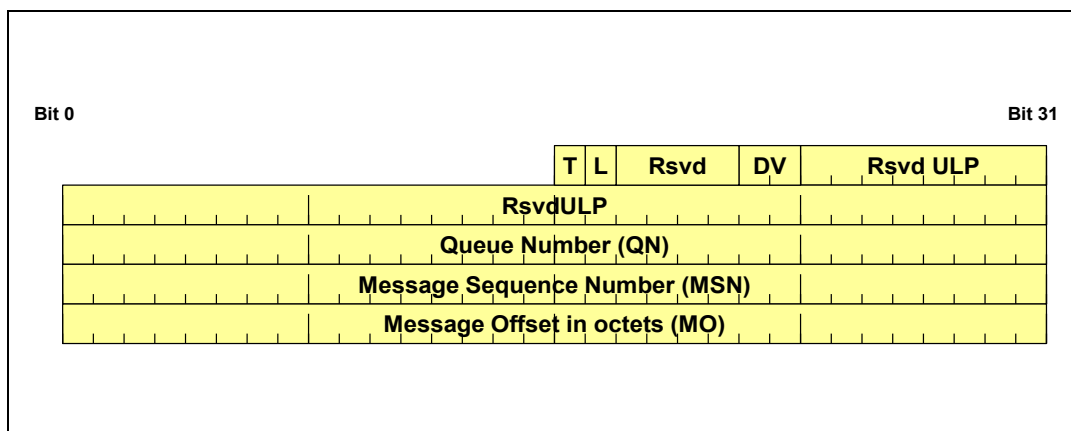 Bit 0 Bit 31
T L Rsvd DV Rsvd ULP
RsvdULP
Queue Number (QN)
Message Sequence Number (MSN)
Message Offset in octets (MO)